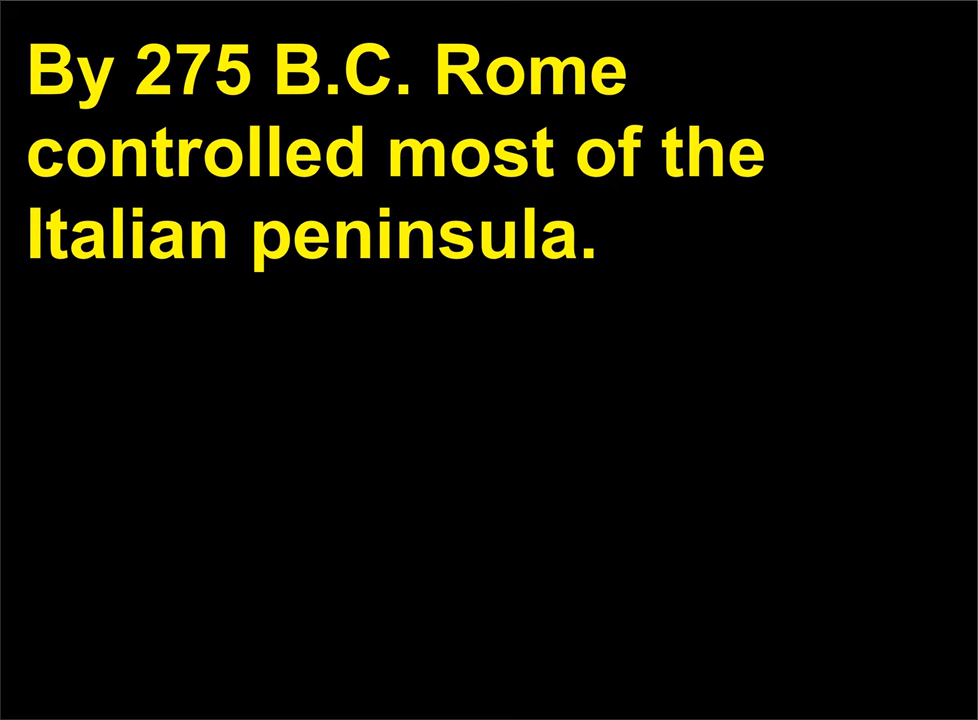 By 275 B.C. Rome
controlled most of the
Italian peninsula.